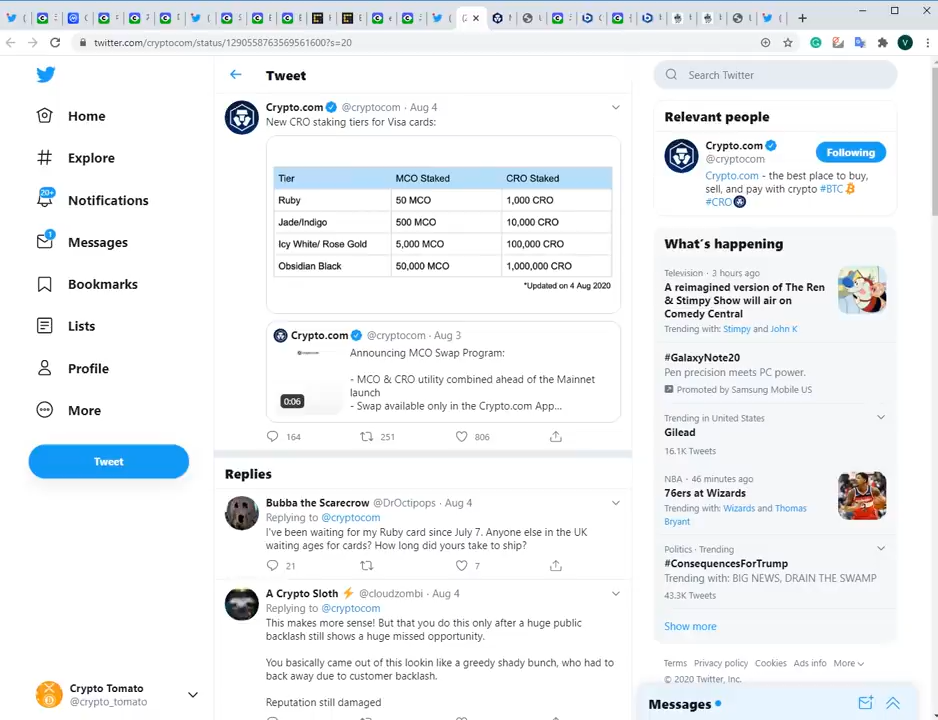 twitter.com/cryptocom/status/1290558763569561600?s=20
Home
Explore
20+
Notifications
1
Messages
Bookmarks
Lists
Profile
More
Tweet
Crypto Tomato
@crypto_tomato
Tweet
Crypto.com @cryptocom · Aug 4
New CRO staking tiers for Visa cards:
Tier MCO Staked CRO Staked
Ruby 50 MCO 1,000 CRO
Jade/Indigo 500 MCO 10,000 CRO
Icy White/ Rose Gold 5,000 MCO 100,000 CRO
Obsidian Black 50,000 MCO 1,000,000 CRO
*Updated on 4 Aug 2020
Crypto.com @cryptocom · Aug 3
Announcing MCO Swap Program:
- MCO & CRO utility combined ahead of the Mainnet
launch
- Swap available only in the Crypto.com App...
0:06
164 251 806
Replies
Bubba the Scarecrow @DrOctipops · Aug 4
Replying to @cryptocom
I've been waiting for my Ruby card since July 7. Anyone else in the UK
waiting ages for cards? How long did yours take to ship?
21 7
A Crypto Sloth ⚡ @cloudzombi · Aug 4
Replying to @cryptocom
This makes more sense! But that you do this only after a huge public
backlash still shows a huge missed opportunity.
You basically came out of this lookin like a greedy shady bunch, who had to
back away due to customer backlash.
Reputation still damaged
Search Twitter
Relevant people
Crypto.com
@cryptocom
Following
Crypto.com - the best place to buy,
sell, and pay with crypto #BTC
#CRO
What's happening
Television · 3 hours ago
A reimagined version of The Ren
& Stimpy Show will air on
Comedy Central
Trending with: Stimpy and John K
#GalaxyNote20
Pen precision meets PC power.
Promoted by Samsung Mobile US
Trending in United States
Gilead
16.1K Tweets
NBA · 46 minutes ago
76ers at Wizards
Trending with: Wizards and Thomas
Bryant
Politics · Trending
#ConsequencesForTrump
Trending with: BIG NEWS, DRAIN THE SWAMP
43.3K Tweets
Show more
Terms Privacy policy Cookies Ads info More
© 2020 Twitter, Inc.
Messages